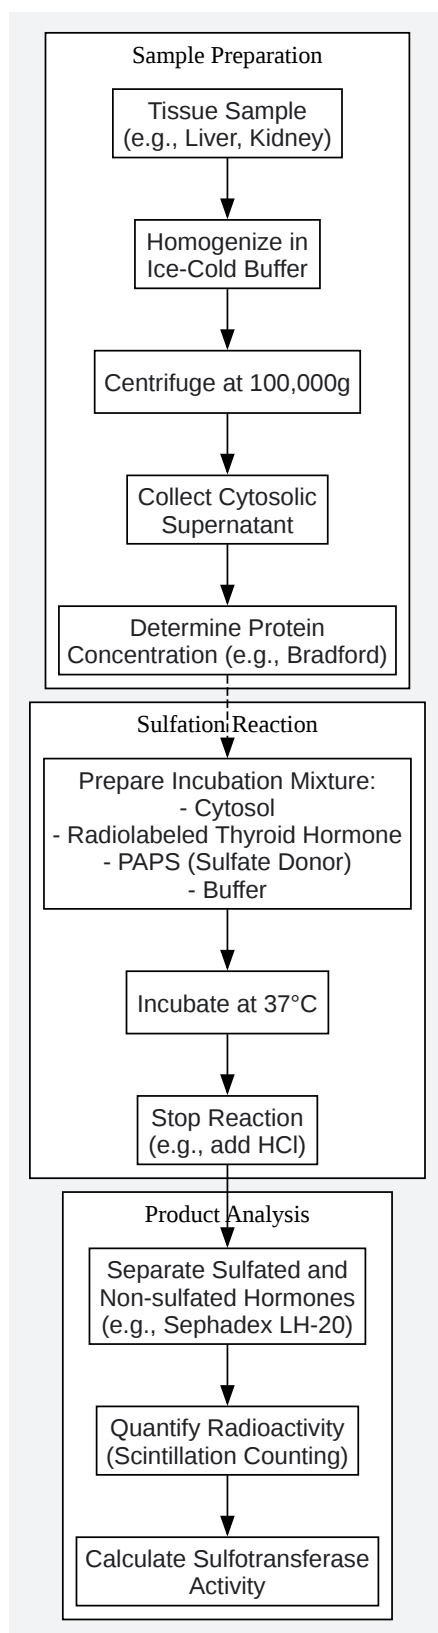 Sample Preparation
Tissue Sample
(e.g., Liver, Kidney)
Homogenize in
Ice-Cold Buffer
Centrifuge at 100,000g
Collect Cytosolic
Supernatant
Determine Protein
Concentration (e.g., Bradford)
Sulfation Reaction
Prepare Incubation Mixture:
- Cytosol
- Radiolabeled Thyroid Hormone
- PAPS (Sulfate Donor)
- Buffer
Incubate at 37°C
Stop Reaction
(e.g., add HCl)
Product Analysis
Separate Sulfated and
Non-sulfated Hormones
(e.g., Sephadex LH-20)
Quantify Radioactivity
(Scintillation Counting)
Calculate Sulfotransferase
Activity